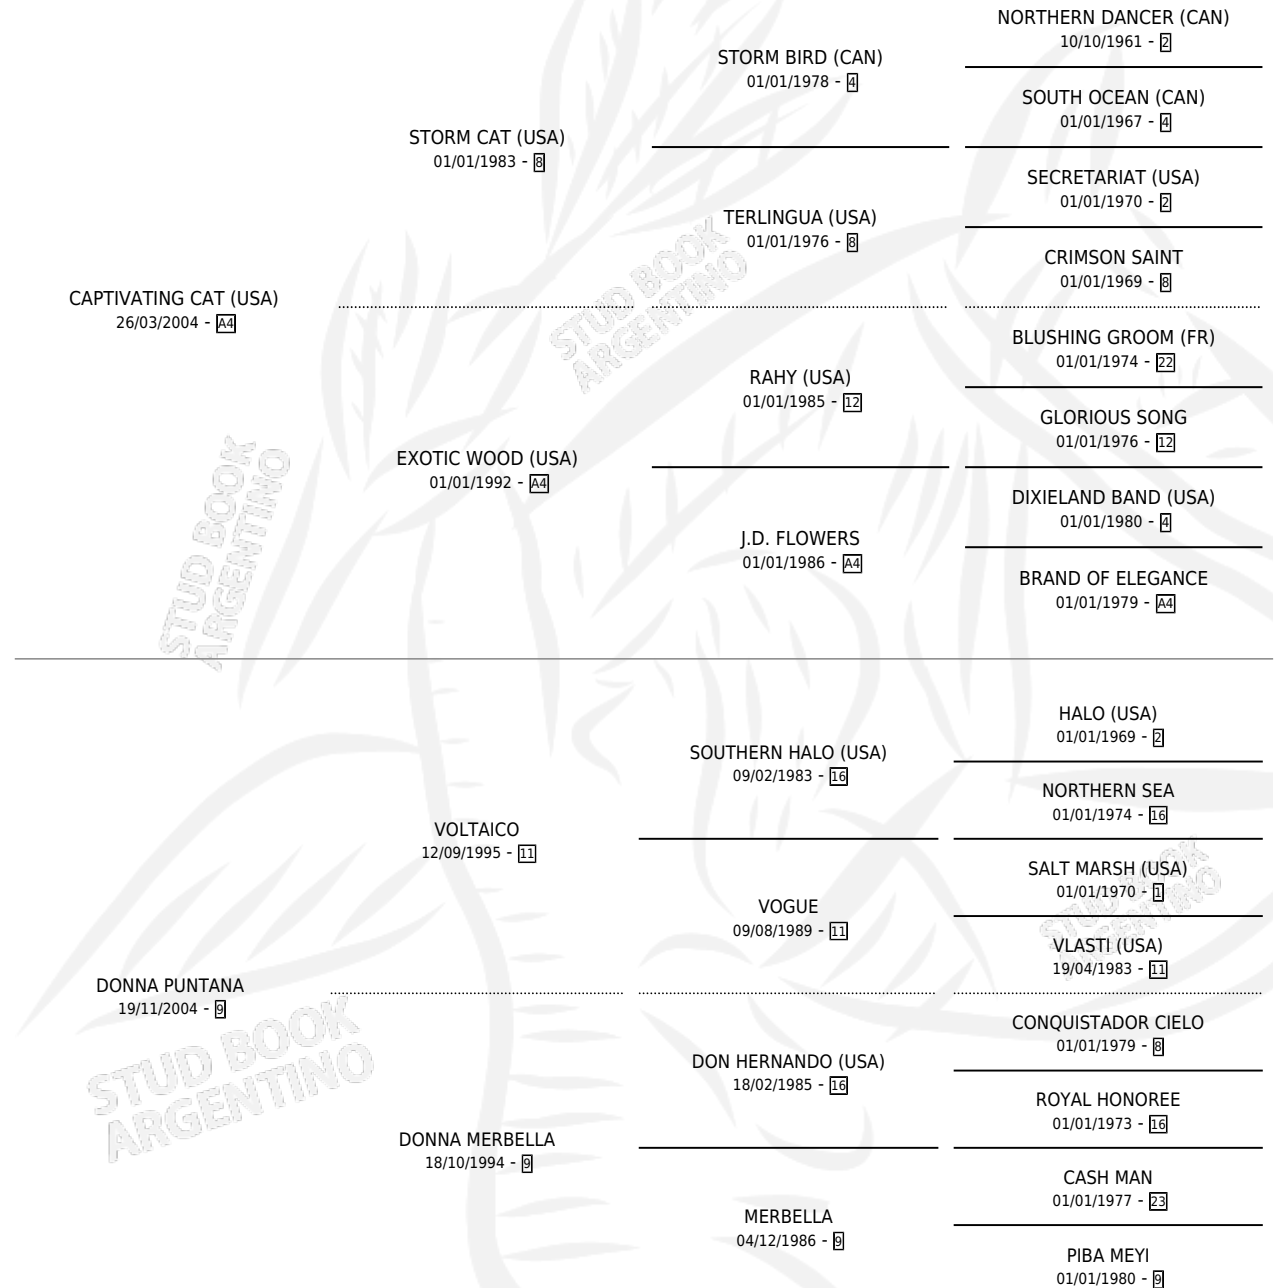 NORTHERN DANCER (CAN)
10/10/1961 - 2
STORM BIRD (CAN)
01/01/1978 - 4
SOUTH OCEAN (CAN)
01/01/1967 - 4
STORM CAT (USA)
01/01/1983 - 8
SECRETARIAT (USA)
01/01/1970 - 2
TERLINGUA (USA)
01/01/1976 - 8
CRIMSON SAINT
01/01/1969 - 8
CAPTIVATING CAT (USA)
26/03/2004 - A4
BLUSHING GROOM (FR)
01/01/1974 - 22
RAHY (USA)
01/01/1985 - 12
GLORIOUS SONG
01/01/1976 - 12
EXOTIC WOOD (USA)
01/01/1992 - A4
DIXIELAND BAND (USA)
01/01/1980 - 4
J.D. FLOWERS
01/01/1986 - A4
BRAND OF ELEGANCE
01/01/1979 - A4
HALO (USA)
01/01/1969 - 2
SOUTHERN HALO (USA)
09/02/1983 - 16
NORTHERN SEA
01/01/1974 - 16
VOLTAICO
12/09/1995 - 11
SALT MARSH (USA)
01/01/1970 - 1
VOGUE
09/08/1989 - 11
VLASTI (USA)
19/04/1983 - 11
DONNA PUNTANA
19/11/2004 - 9
CONQUISTADOR CIELO
01/01/1979 - 8
DON HERNANDO (USA)
18/02/1985 - 16
ROYAL HONOREE
01/01/1973 - 16
DONNA MERBELLA
18/10/1994 - 9
CASH MAN
01/01/1977 - 23
MERBELLA
04/12/1986 - 9
PIBA MEYI
01/01/1980 - 9
STUD BOOK
ARGENTINO
STUD BOOK
ARGENTINO
STUD BOOK
ARGENTINO
STUD BOOK
ARGENTINO